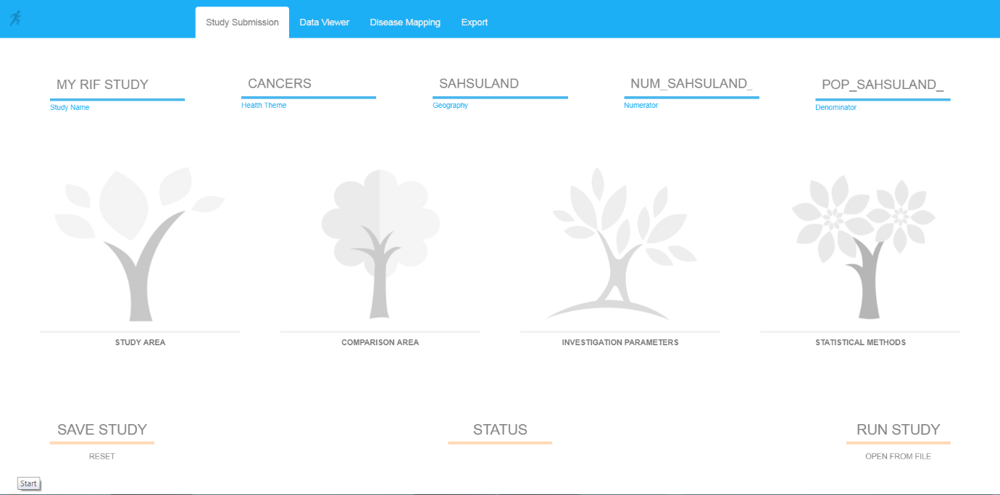 Study Submission Data Viewer Disease Mapping Export
MY RIF STUDY CANCERS SAHSULAND NUM_SAHSULAND_ POP_SAHSULAND_
Study Name Health Theme Geography Numerator Denominator
STUDY AREA COMPARISON AREA INVESTIGATION PARAMETERS STATISTICAL METHODS
SAVE STUDY STATUS RUN STUDY
RESET OPEN FROM FILE
Start